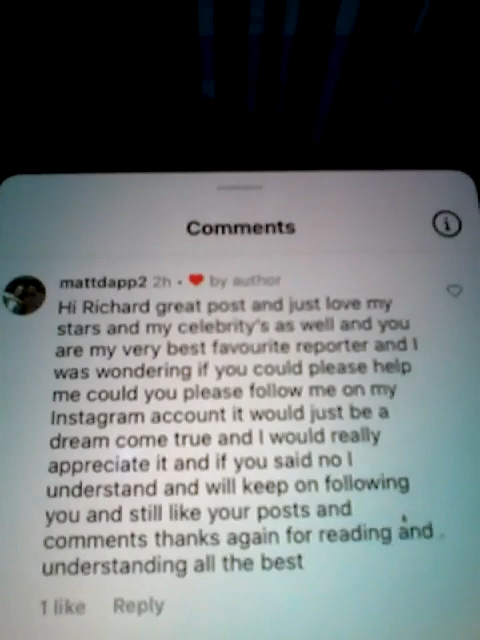 Comments
mattdapp2 2h • ❤️ by author
Hi Richard great post and just love my
stars and my celebrity's as well and you
are my very best favourite reporter and I
was wondering if you could please help
me could you please follow me on my
Instagram account it would just be a
dream come true and I would really
appreciate it and if you said no I
understand and will keep on following
you and still like your posts and
comments thanks again for reading and
understanding all the best
1 like Reply